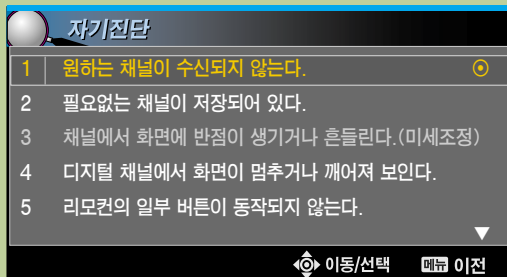 자기진단
1 원하는 채널이 수신되지 않는다.
2 필요없는 채널이 저장되어 있다.
3 채널에서 화면에 반점이 생기거나 흔들린다.(미세조정)
4 디지털 채널에서 화면이 멈추거나 깨어져 보인다.
5 리모컨의 일부 버튼이 동작되지 않는다.
이동/선택 메뉴 이전